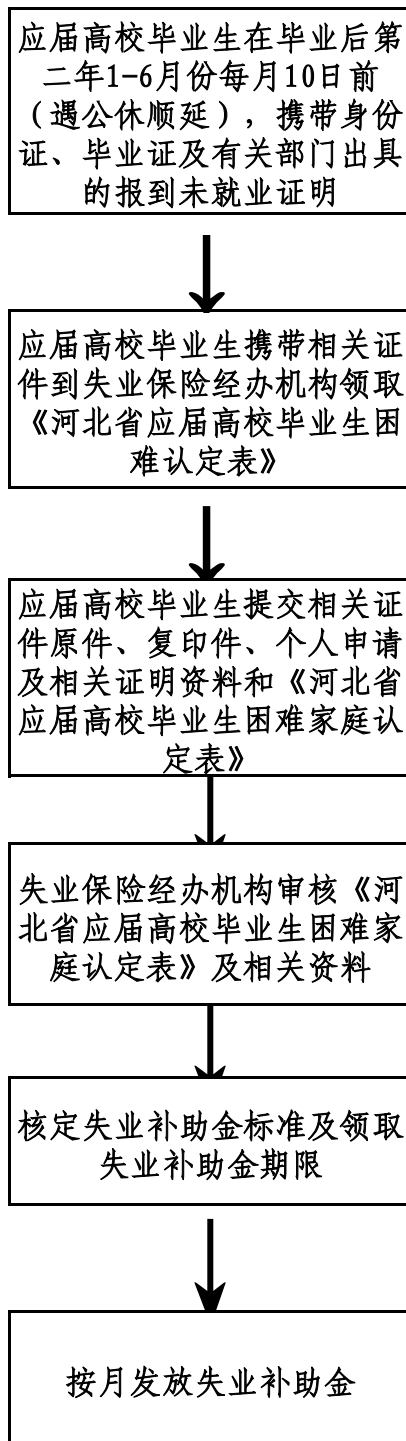 应届高校毕业生在毕业后第
二年1-6月份每月10日前
（遇公休顺延），携带身份
证、毕业证及有关部门出具
的报到未就业证明
应届高校毕业生携带相关证
件到失业保险经办机构领取
《河北省应届高校毕业生困
难认定表》
应届高校毕业生提交相关证
件原件、复印件、个人申请
及相关证明资料和《河北省
应届高校毕业生困难家庭认
定表》
失业保险经办机构审核《河
北省应届高校毕业生困难家
庭认定表》及相关资料
核定失业补助金标准及领取
失业补助金期限
按月发放失业补助金